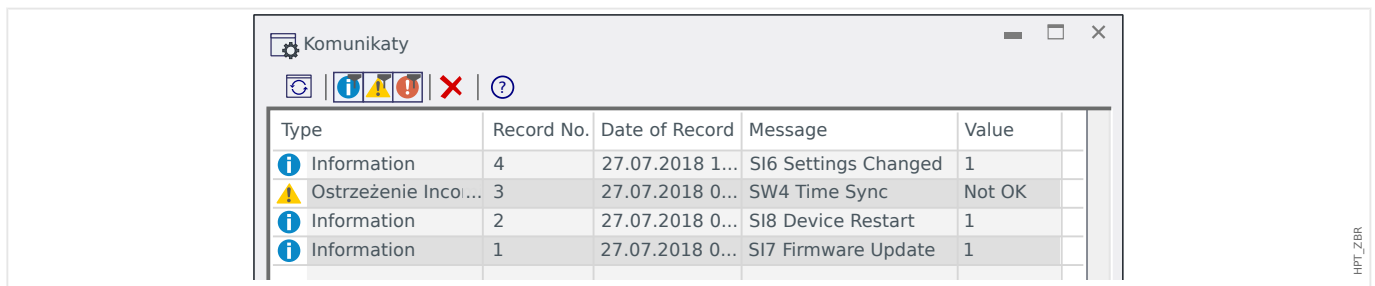 Komunikaty
Type Record No. Date of Record Message Value
Information 4 27.07.2018 1... SI6 Settings Changed 1
Ostrzeżenie Inco... 3 27.07.2018 0... SW4 Time Sync Not OK
Information 2 27.07.2018 0... SI8 Device Restart 1
Information 1 27.07.2018 0... SI7 Firmware Update 1
HPT_ZBR